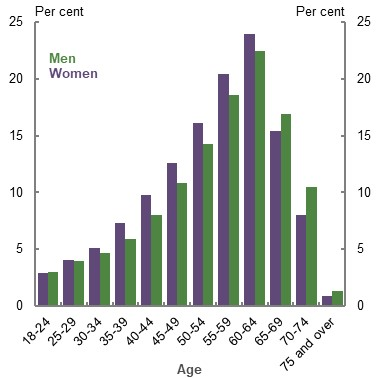 Per cent Per cent
25 25
Men
Women
20 20
15 15
10 10
5 5
0 0
18-24 25-29 30-34 35-39 40-44 45-49 50-54 55-59 60-64 65-69 70-74 75 and over
Age